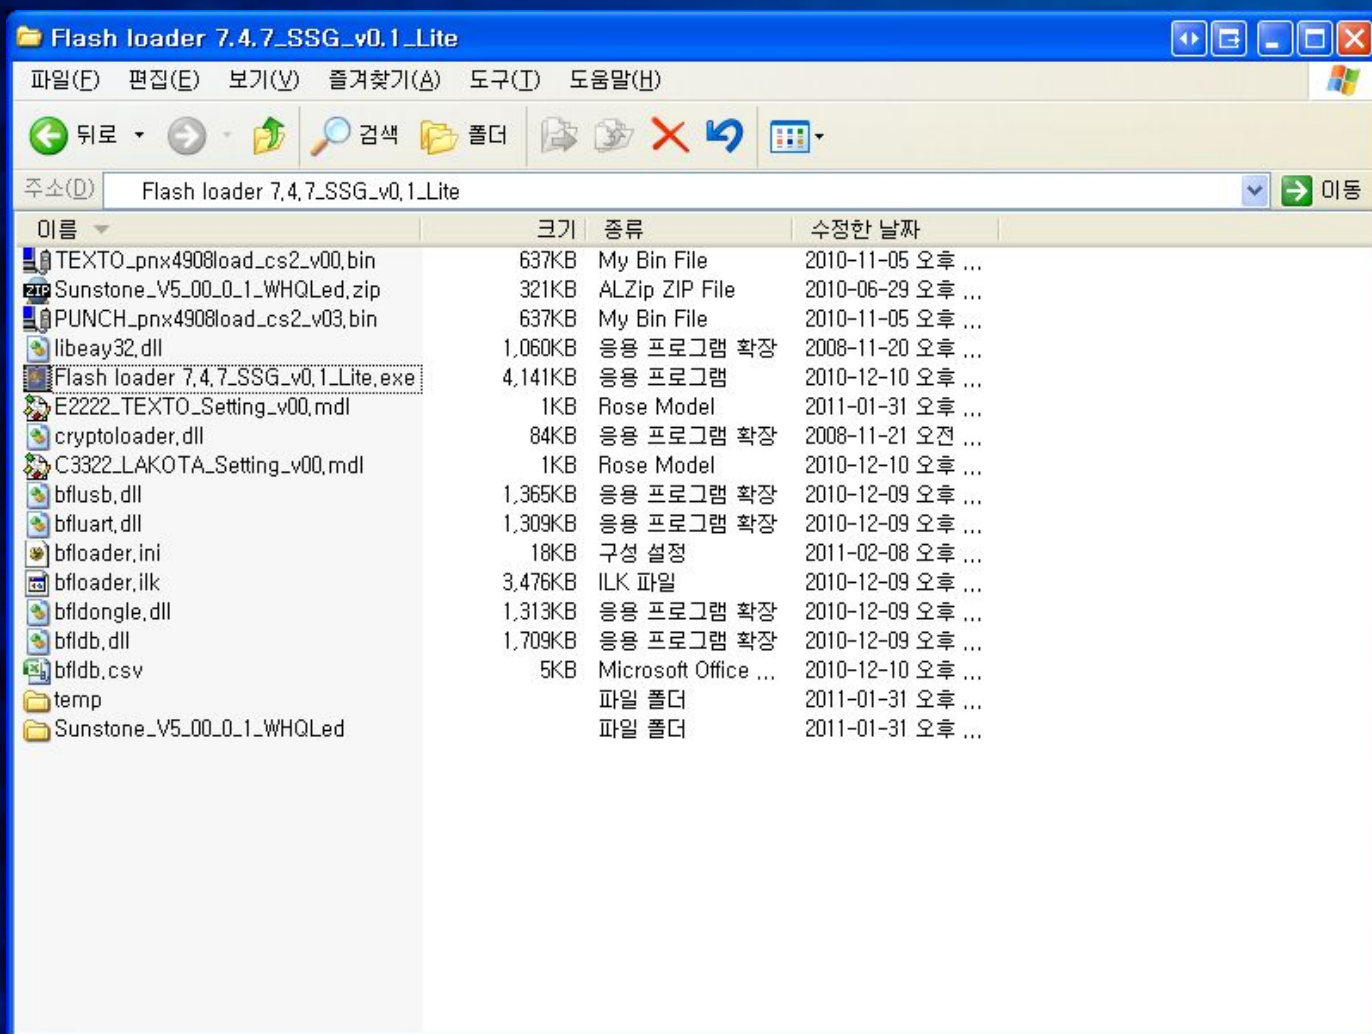 Flash loader 7.4.7_SSG_v0.1_Lite
파일(F) 편집(E) 보기(V) 즐겨찾기(A) 도구(T) 도움말(H)
뒤로 검색 폴더
주소(D) Flash loader 7.4.7_SSG_v0.1_Lite 이동
이름 크기 종류 수정한 날짜
TEXTO_pnx4908load_cs2_v00.bin 637KB My Bin File 2010-11-05 오후 ...
ZIP Sunstone_V5_00_0_1_WHQLed.zip 321KB ALZip ZIP File 2010-06-29 오후 ...
PUNCH_pnx4908load_cs2_v03.bin 637KB My Bin File 2010-11-05 오후 ...
libeay32.dll 1,060KB 응용 프로그램 확장 2008-11-20 오후 ...
Flash loader 7.4.7_SSG_v0.1_Lite.exe 4,141KB 응용 프로그램 2010-12-10 오후 ...
E2222_TEXTO_Setting_v00.mdl 1KB Rose Model 2011-01-31 오후 ...
cryptoloader.dll 84KB 응용 프로그램 확장 2008-11-21 오전 ...
C3322_LAKOTA_Setting_v00.mdl 1KB Rose Model 2010-12-10 오후 ...
bflusb.dll 1,365KB 응용 프로그램 확장 2010-12-09 오후 ...
bfluart.dll 1,309KB 응용 프로그램 확장 2010-12-09 오후 ...
bfloader.ini 18KB 구성 설정 2011-02-08 오후 ...
bfloader.ilk 3,476KB ILK 파일 2010-12-09 오후 ...
bfldongle.dll 1,313KB 응용 프로그램 확장 2010-12-09 오후 ...
bfldb.dll 1,709KB 응용 프로그램 확장 2010-12-09 오후 ...
bfldb.csv 5KB Microsoft Office ... 2010-12-10 오후 ...
temp 파일 폴더 2011-01-31 오후 ...
Sunstone_V5_00_0_1_WHQLed 파일 폴더 2011-01-31 오후 ...